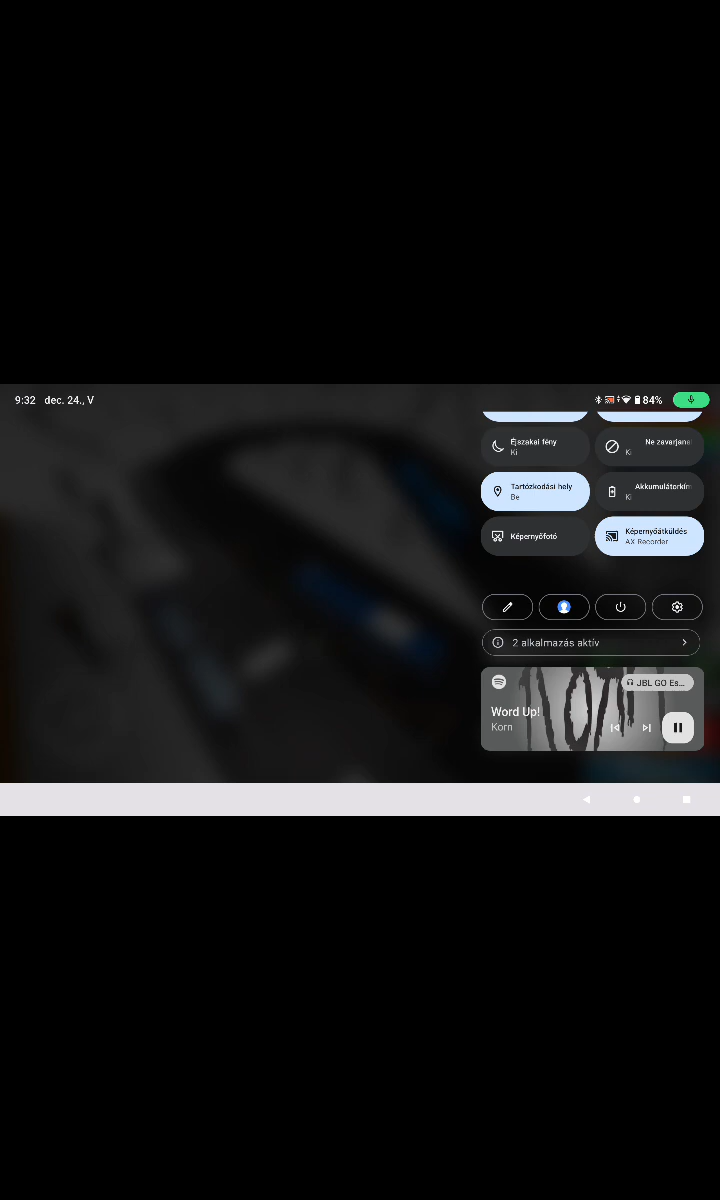 9:32 dec. 24., V
84%
Éjszakai fény
Ki
Ne zavarjanak
Ki
Tartózkodási hely
Be
Akkumulátorkím
Ki
Képernyőfotó
Képernyőátküldés
AX Recorder
2 alkalmazás aktív
JBL GO Es...
Word Up!
Korn